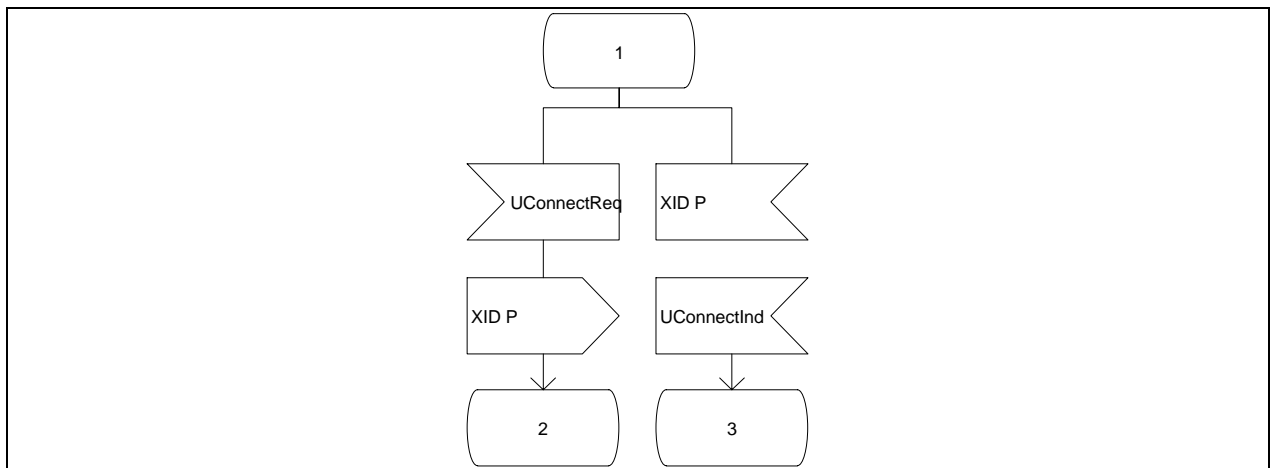 1
UConnectReq
XID P
XID P
UConnectInd
2
3